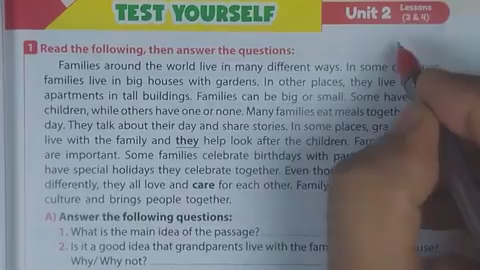 TEST YOURSELF
Unit 2 Lessons (3 & 4)
1 Read the following, then answer the questions:
Families around the world live in many different ways. In some
families live in big houses with gardens. In other places, they live
apartments in tall buildings. Families can be big or small. Some have
children, while others have one or none. Many families eat meals
day. They talk about their day and share stories. In some places,
live with the family and they help look after the children.
are important. Some families celebrate birthdays with
have special holidays they celebrate together. Even
differently, they all love and care for each other. Family
culture and brings people together.
A) Answer the following questions:
1. What is the main idea of the passage?
2. Is it a good idea that grandparents live with the
Why/ Why not?